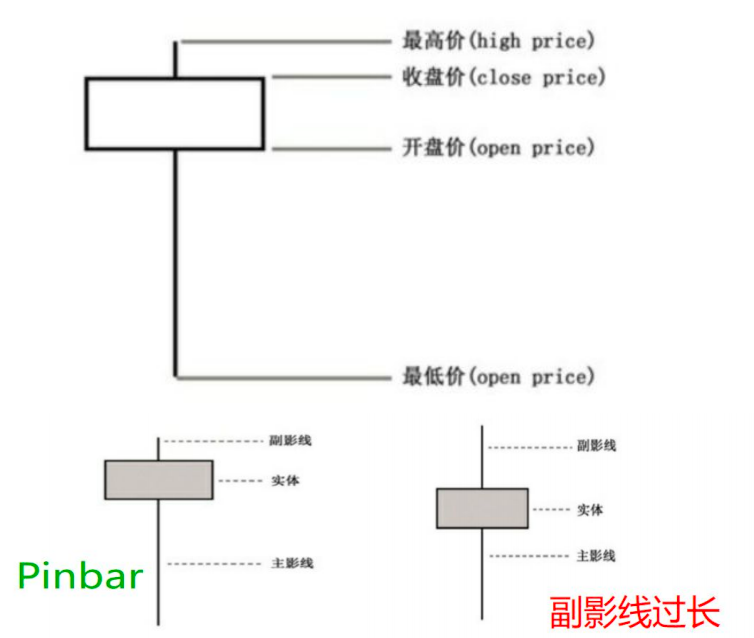 最高价(high price)
收盘价(close price)
开盘价(open price)
最低价(open price)
副影线
实体
主影线
Pinbar
副影线
实体
主影线
副影线过长